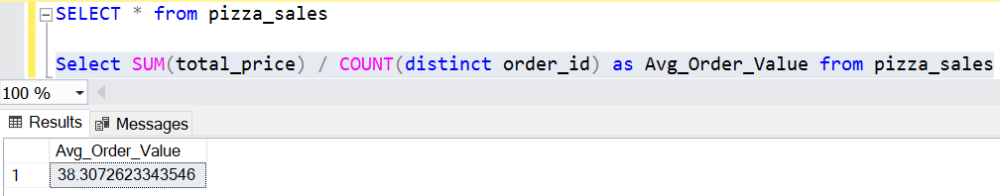 SELECT * from pizza_sales
Select SUM(total_price) / COUNT(distinct order_id) as Avg_Order_Value from pizza_sales
100 %
Results Messages
Avg_Order_Value
1 38.3072623343546